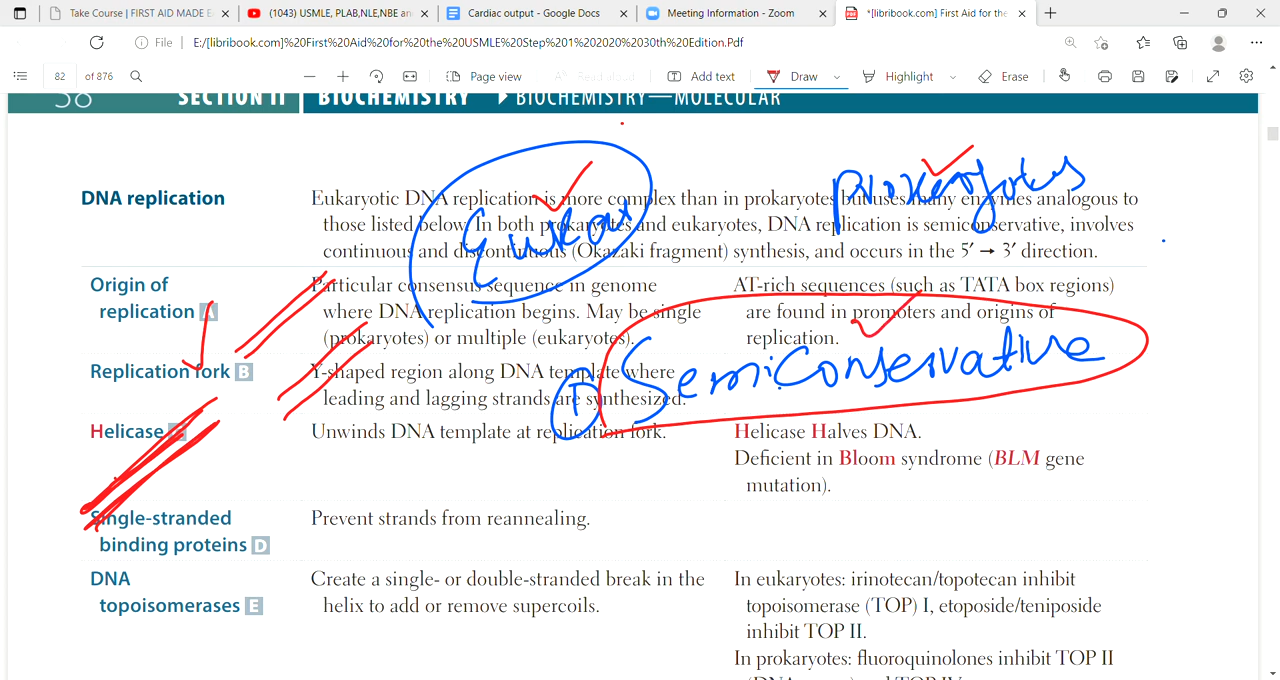 Take Course | FIRST AID MADE E
(1043) USMLE, PLAB,NLE,NBE an
Cardiac output - Google Docs
Meeting Information - Zoom
*[libribook.com] First Aid for the
File
E:/[libribook.com]%20First%20Aid%20for%20the%20USMLE%20Step%201%202020%2030th%20Edition.Pdf
82 of 876
Page view
Read aloud
Add text
Draw
Highlight
Erase
58 SECTION II BIOCHEMISTRY BIOCHEMISTRY—MOLECULAR
Prokaryotes
DNA replication
Eukaryotic DNA replication is more complex than in prokaryotes but uses many enzymes analogous to
those listed below. In both prokaryotes and eukaryotes, DNA replication is semiconservative, involves
continuous and discontinuous (Okazaki fragment) synthesis, and occurs in the 5′ → 3′ direction.
Origin of
replication A
Particular consensus sequence in genome
where DNA replication begins. May be single
(prokaryotes) or multiple (eukaryotes).
AT-rich sequences (such as TATA box regions)
are found in promoters and origins of
replication.
① Semiconservative
Replication fork B
Y-shaped region along DNA template where
leading and lagging strands are synthesized.
Helicase
Unwinds DNA template at replication fork.
Helicase Halves DNA.
Deficient in Bloom syndrome (BLM gene
mutation).
Single-stranded
binding proteins D
Prevent strands from reannealing.
DNA
topoisomerases E
Create a single- or double-stranded break in the
helix to add or remove supercoils.
In eukaryotes: irinotecan/topotecan inhibit
topoisomerase (TOP) I, etoposide/teniposide
inhibit TOP II.
In prokaryotes: fluoroquinolones inhibit TOP II